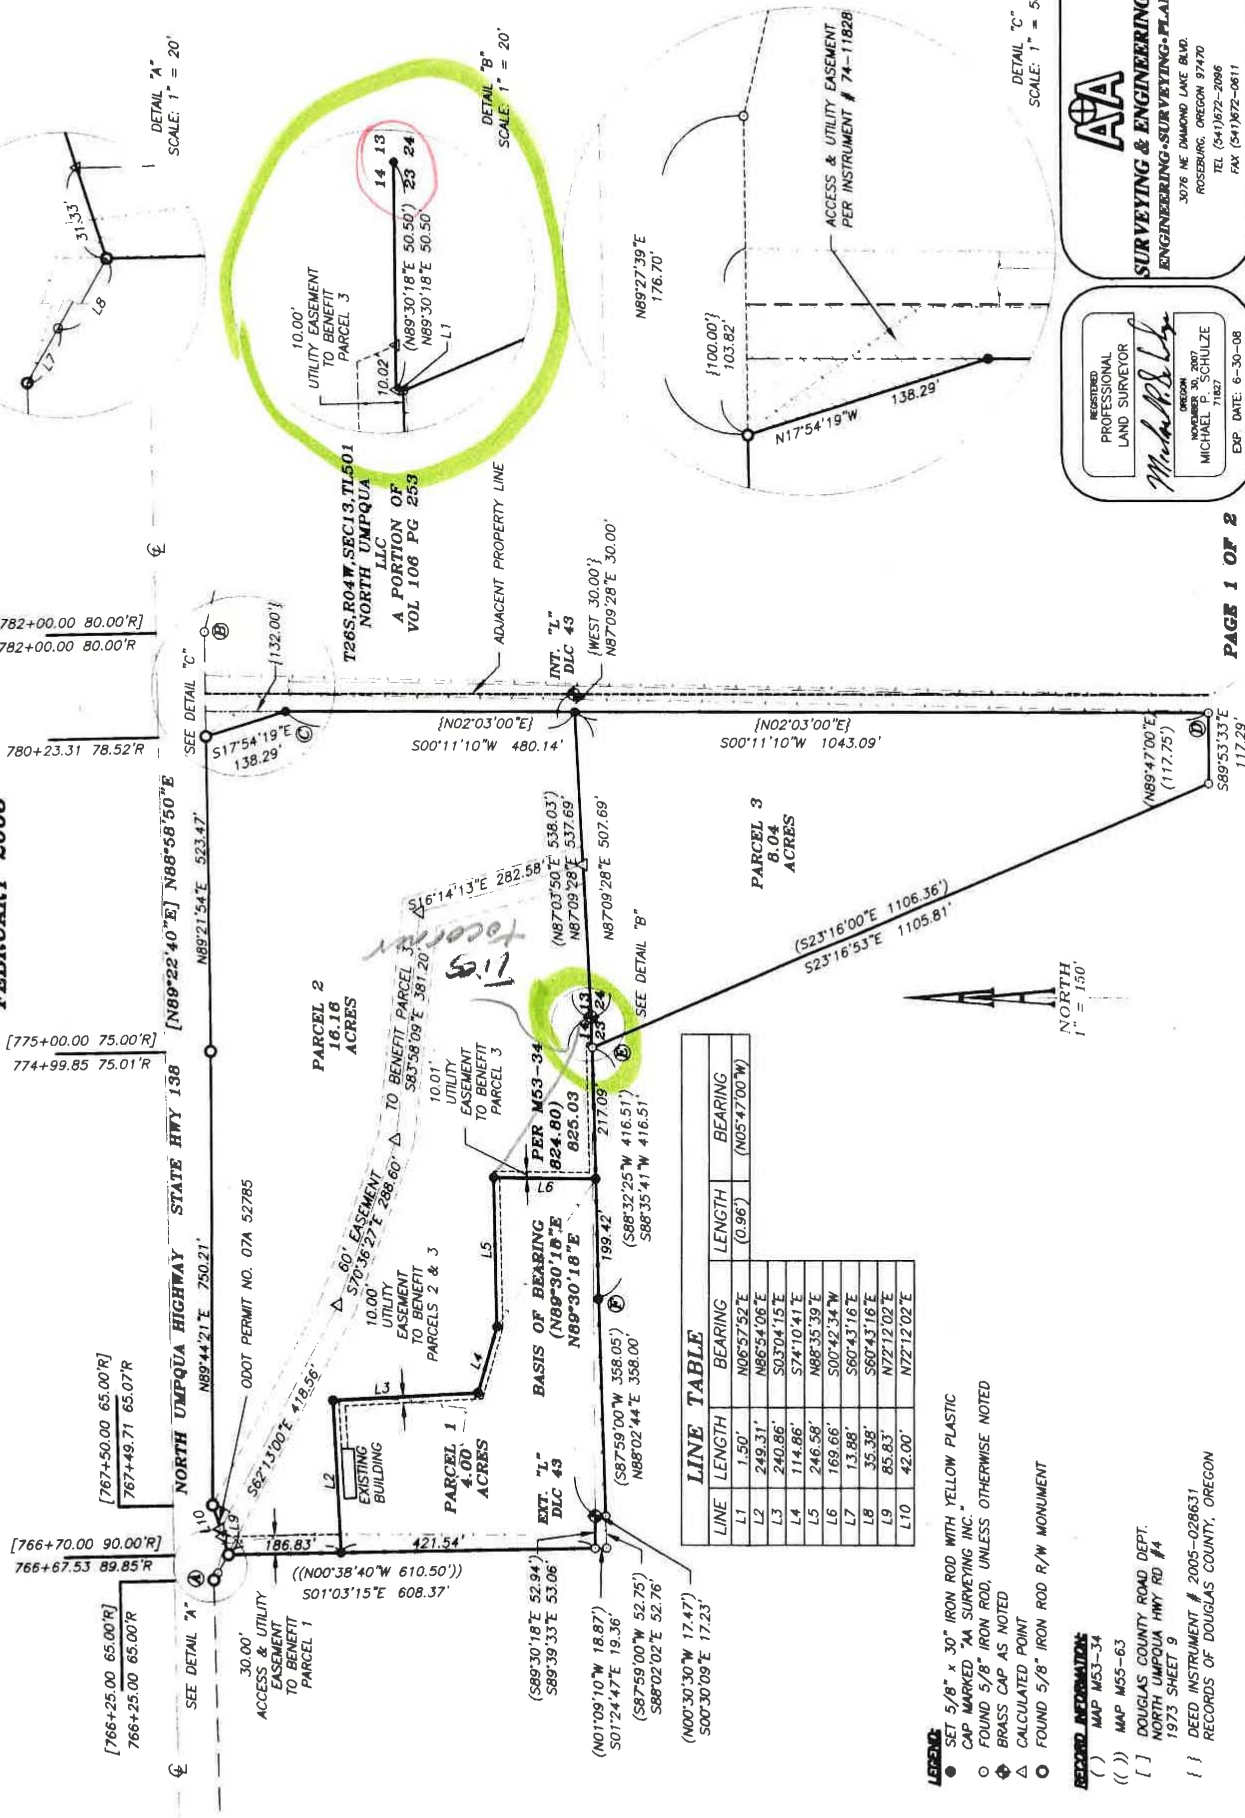 [766+25.00 65.00'R]
766+25.00 65.00'R
[766+70.00 90.00'R]
766+67.53 89.85'R
[767+50.00 65.00'R]
767+49.71 65.07'R
[775+00.00 75.00'R]
774+99.85 75.01'R
780+23.31 78.52'R
782+00.00 80.00'R]
782+00.00 80.00'R
NORTH UMPQUA HIGHWAY STATE HWY 138 [N89°22'40"E] N88°58'50"E
SEE DETAIL "A"
A
L10
L9
N89°44'21"E 750.21'
N89°21'54"E 523.47'
SEE DETAIL "C"
B
{132.00'}
S17°54'19"E
138.29'
C
ODOT PERMIT NO. 07A 52785
30.00'
ACCESS & UTILITY
EASEMENT
TO BENEFIT
PARCEL 1
186.83'
421.54'
((N00°38'40"W 610.50'))
S01°03'15"E 608.37'
S62°13'00"E 418.56'
60' EASEMENT
S70°36'27"E 288.60'
TO BENEFIT PARCEL 3
S83°58'09"E 381.20'
S16°14'13"E 282.58'
PARCEL 2
16.16
ACRES
L2
EXISTING
BUILDING
L3
10.00'
UTILITY
EASEMENT
TO BENEFIT
PARCELS 2 & 3
L4
L5
L6
PARCEL 1
4.00
ACRES
10.01'
UTILITY
EASEMENT
TO BENEFIT
PARCEL 3
Ties
to corner
BASIS OF BEARING
(N89°30'18"E
N89°30'18"E
PER M53-34
824.80)
825.03
EXT. "L"
DLC 43
(S89°30'18"E 52.94')
S89°39'33"E 53.06'
(N01°09'10"W 18.87')
S01°24'47"E 19.36'
(S87°59'00"W 52.75')
S88°02'02"E 52.76'
(N00°30'30"W 17.47')
S00°30'09"E 17.23'
(S87°59'00"W 358.05')
N88°02'44"E 358.00'
F
199.42'
217.09'
(S88°32'25"W 416.51')
S88°35'41"W 416.51'
14 13
23 24
E
SEE DETAIL "B"
(N87°03'50"E 538.03')
N87°09'28"E 537.69'
N87°09'28"E 507.69'
{N02°03'00"E}
S00°11'10"W 480.14'
{N02°03'00"E}
S00°11'10"W 1043.09'
INT. "L"
DLC 43
{WEST 30.00'}
N87°09'28"E 30.00'
ADJACENT PROPERTY LINE
T26S,R04W,SEC13,TL501
NORTH UMPQUA
LLC
A PORTION OF
VOL 106 PG 253
PARCEL 3
8.04
ACRES
(S23°16'00"E 1106.36')
S23°16'53"E 1105.81'
(N89°47'00"E
(117.75')
D
S89°53'33"E
117.29'
NORTH
1" = 150'
LINE TABLE
LINE LENGTH BEARING LENGTH BEARING
L1 1.50' N06°57'52"E (0.96') (N05°47'00"W)
L2 249.31' N86°54'06"E
L3 240.86' S03°04'15"E
L4 114.86' S74°10'41"E
L5 246.58' N88°35'39"E
L6 169.66' S00°42'34"W
L7 13.88' S60°43'16"E
L8 35.38' S60°43'16"E
L9 85.83' N72°12'02"E
L10 42.00' N72°12'02"E
LEGEND:
SET 5/8" x 30" IRON ROD WITH YELLOW PLASTIC
CAP MARKED "AA SURVEYING INC."
FOUND 5/8" IRON ROD, UNLESS OTHERWISE NOTED
BRASS CAP AS NOTED
CALCULATED POINT
FOUND 5/8" IRON ROD R/W MONUMENT
RECORD INFORMATION:
( ) MAP M53-34
(( )) MAP M55-63
[ ] DOUGLAS COUNTY ROAD DEPT.
NORTH UMPQUA HWY RD #4
1973 SHEET 9
{ } DEED INSTRUMENT # 2005-028631
RECORDS OF DOUGLAS COUNTY, OREGON
L7
L8
31.33'
DETAIL "A"
SCALE: 1" = 20'
10.00'
UTILITY EASEMENT
TO BENEFIT
PARCEL 3
10.02'
(N89°30'18"E 50.50')
N89°30'18"E 50.50'
L1
14 13
23 24
DETAIL "B"
SCALE: 1" = 20'
N89°27'39"E
176.70'
{100.00'}
103.82'
N17°54'19"W
138.29'
ACCESS & UTILITY EASEMENT
PER INSTRUMENT # 74-11828
DETAIL "C"
SCALE: 1" = 5
REGISTERED
PROFESSIONAL
LAND SURVEYOR
OREGON
NOVEMBER 30, 2007
MICHAEL P. SCHULZE
71827
EXP. DATE: 6-30-08
AA
SURVEYING & ENGINEERING
ENGINEERING•SURVEYING•PLA
3076 NE DIAMOND LAKE BLVD.
ROSEBURG, OREGON 97470
TEL (541)672-2096
FAX (541)672-0611
PAGE 1 OF 2